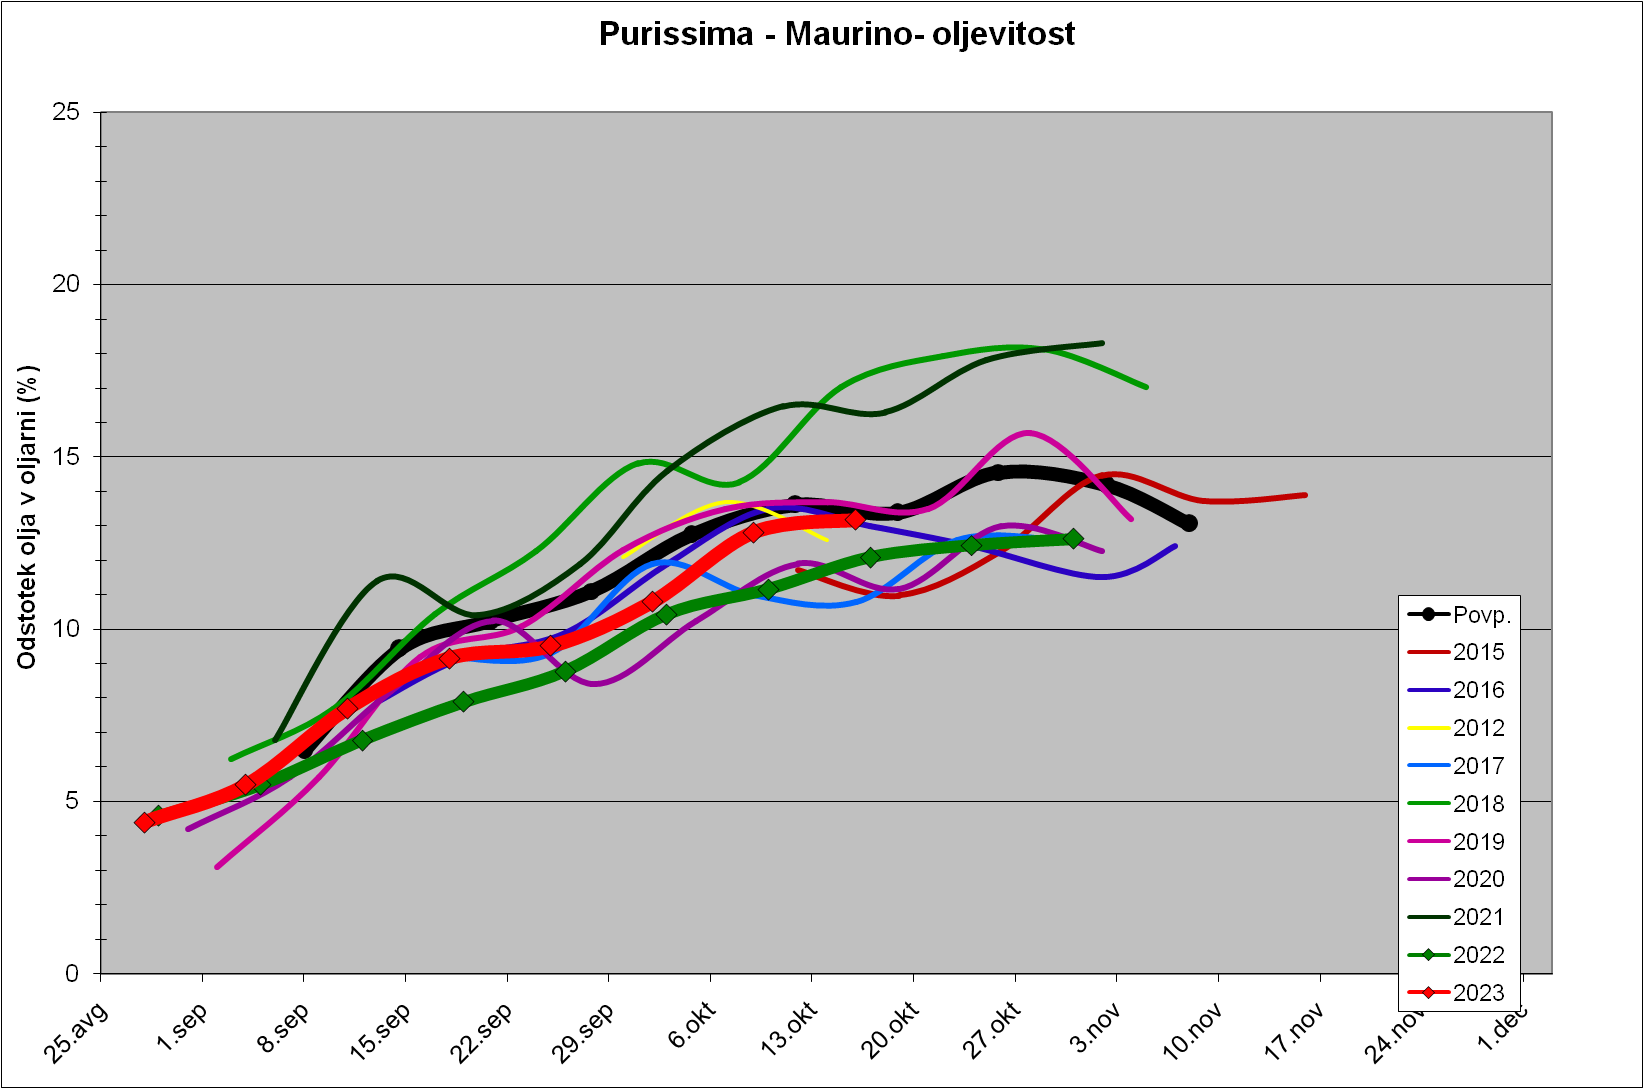 Purissima - Maurino- oljevitost
Odstotek olja v oljarni (%)
25
20
15
10
5
0
25.avg
1.sep
8.sep
15.sep
22.sep
29.sep
6.okt
13.okt
20.okt
27.okt
3.nov
10.nov
17.nov
24.nov
1.dec
Povp.
2015
2016
2012
2017
2018
2019
2020
2021
2022
2023